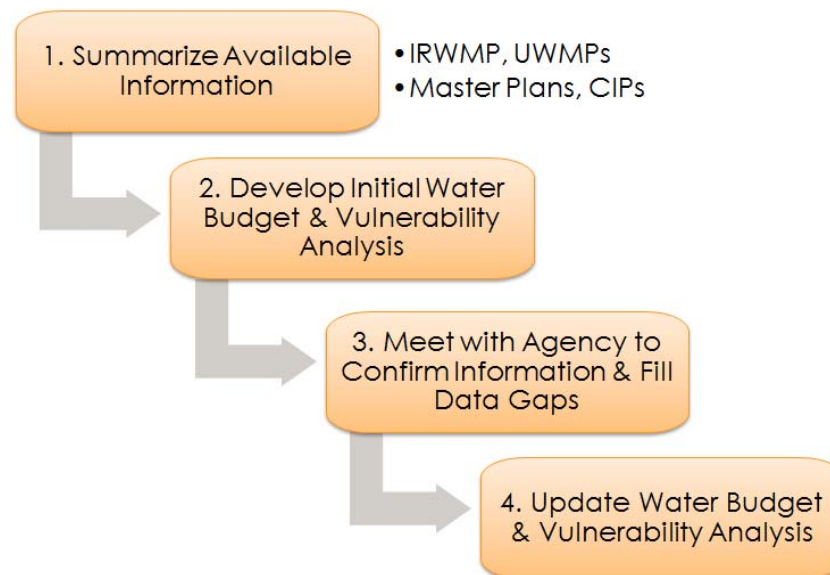 1. Summarize Available
Information
•IRWMP, UWMPs
•Master Plans, CIPs
2. Develop Initial Water
Budget & Vulnerability
Analysis
3. Meet with Agency to
Confirm Information & Fill
Data Gaps
4. Update Water Budget
& Vulnerability Analysis